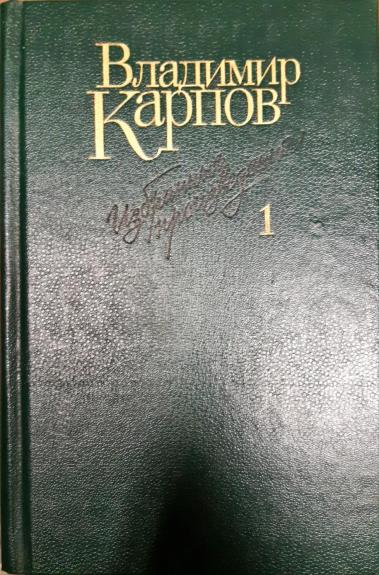 Владимир
Карпов
Избранные
произведения
1